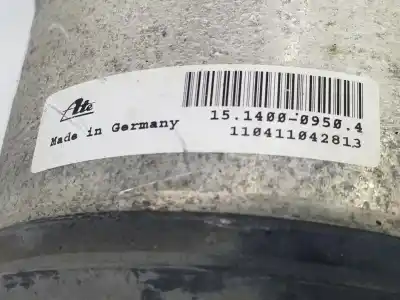 Ate
15.1400-0950.4
Made in Germany
110411042813